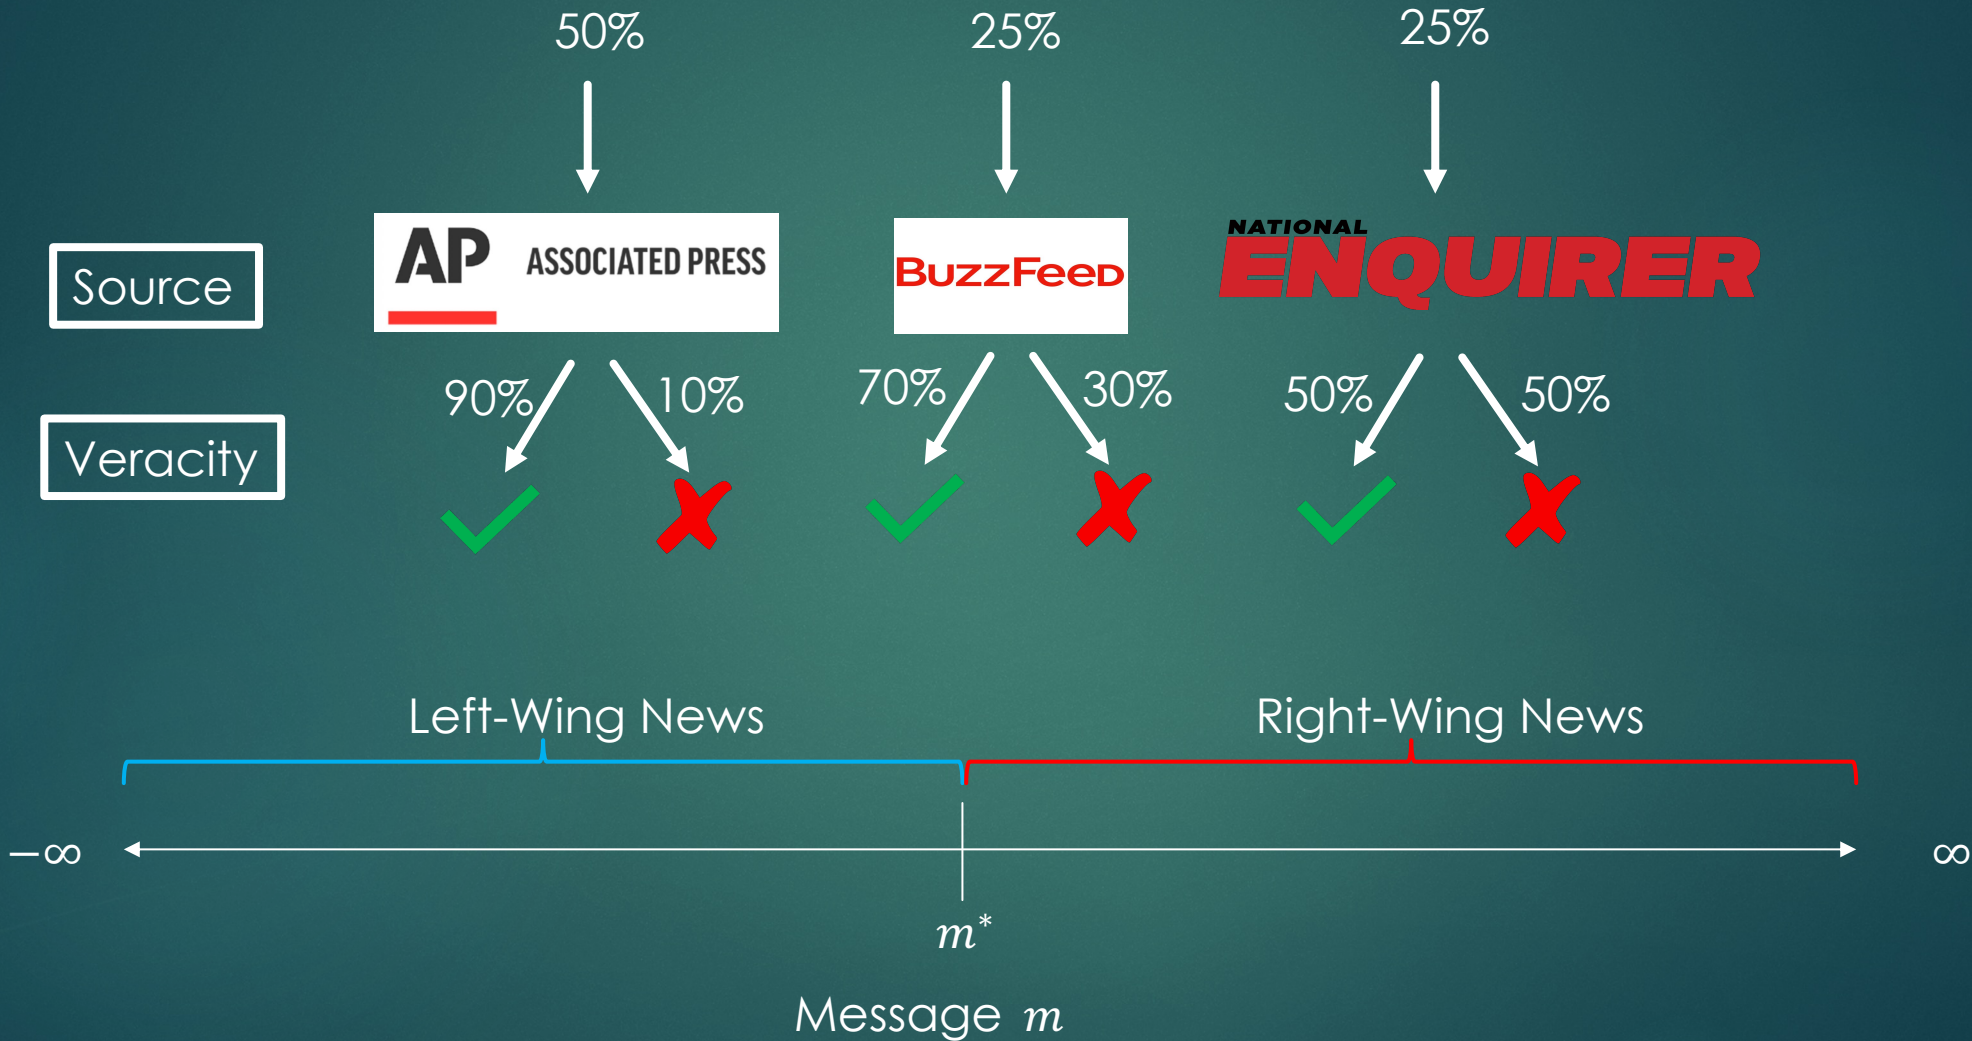 50% 25% 25%
Source
AP ASSOCIATED PRESS
BUZZFEED
NATIONAL
ENQUIRER
90% 10% 70% 30% 50% 50%
Veracity
Left-Wing News Right-Wing News
−∞ ∞
m*
Message m